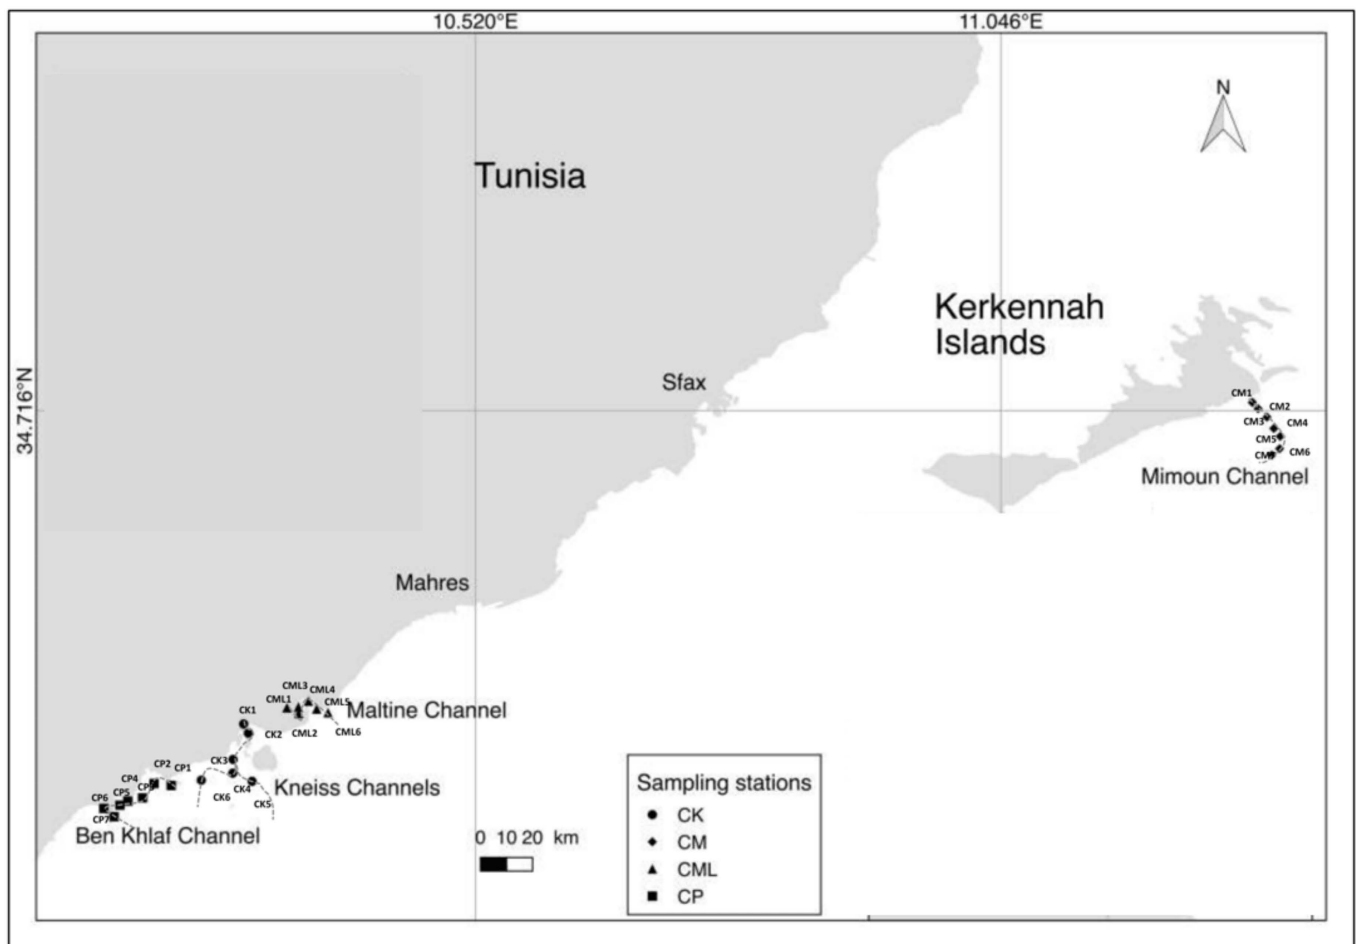 10.520°E
11.046°E
N
Tunisia
Kerkennah
Islands
Sfax
34.716°N
CM1
CM2
CM3
CM4
CM5
CM6
Mimoun Channel
Mahres
CML3
CML4
CML1
CML5
Maltine Channel
CK1
CML2
CML6
CK2
CK3
CP2
CP1
CP4
CK4
Kneiss Channels
CP5
CK6
CK5
CP6
CP7
Ben Khlaf Channel
Sampling stations
CK
CM
CML
CP
0 10 20 km